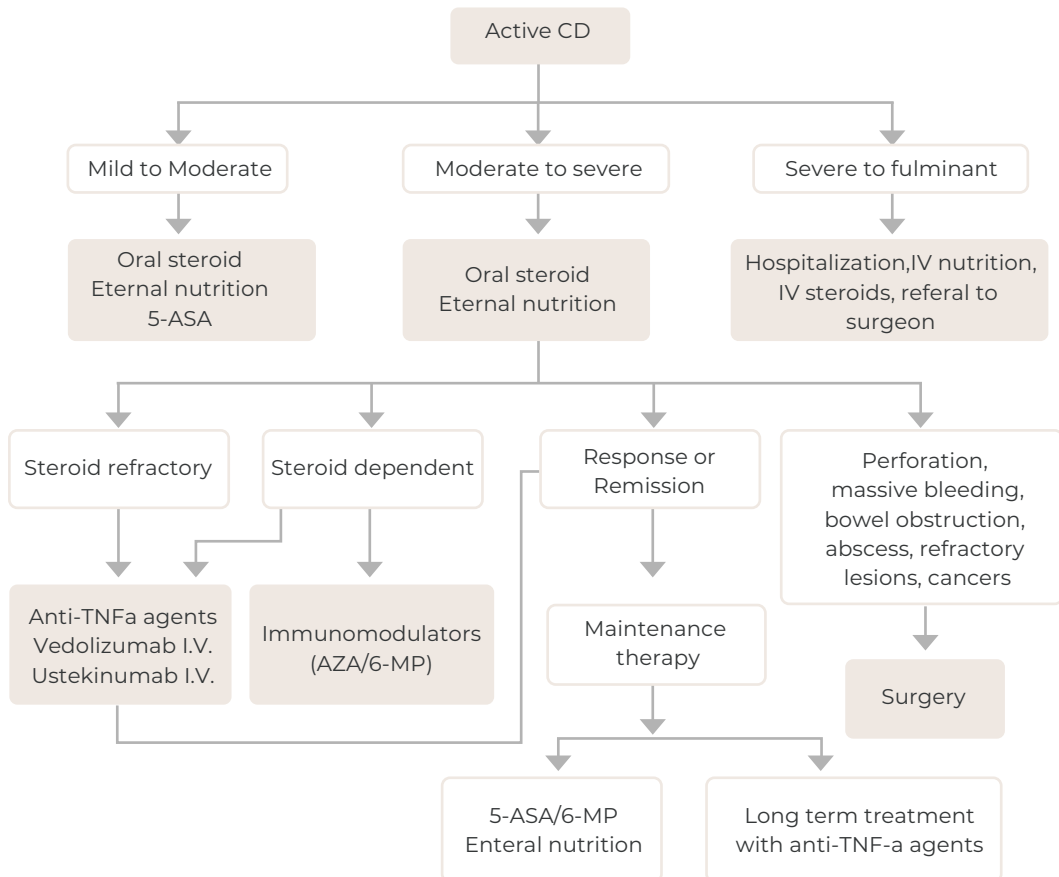 Active CD
Mild to Moderate
Moderate to severe
Severe to fulminant
Oral steroid
Eternal nutrition
5-ASA
Oral steroid
Eternal nutrition
Hospitalization,IV nutrition,
IV steroids, referal to
surgeon
Steroid refractory
Steroid dependent
Response or
Remission
Perforation,
massive bleeding,
bowel obstruction,
abscess, refractory
lesions, cancers
Anti-TNFa agents
Vedolizumab I.V.
Ustekinumab I.V.
Immunomodulators
(AZA/6-MP)
Maintenance
therapy
Surgery
5-ASA/6-MP
Enteral nutrition
Long term treatment
with anti-TNF-a agents